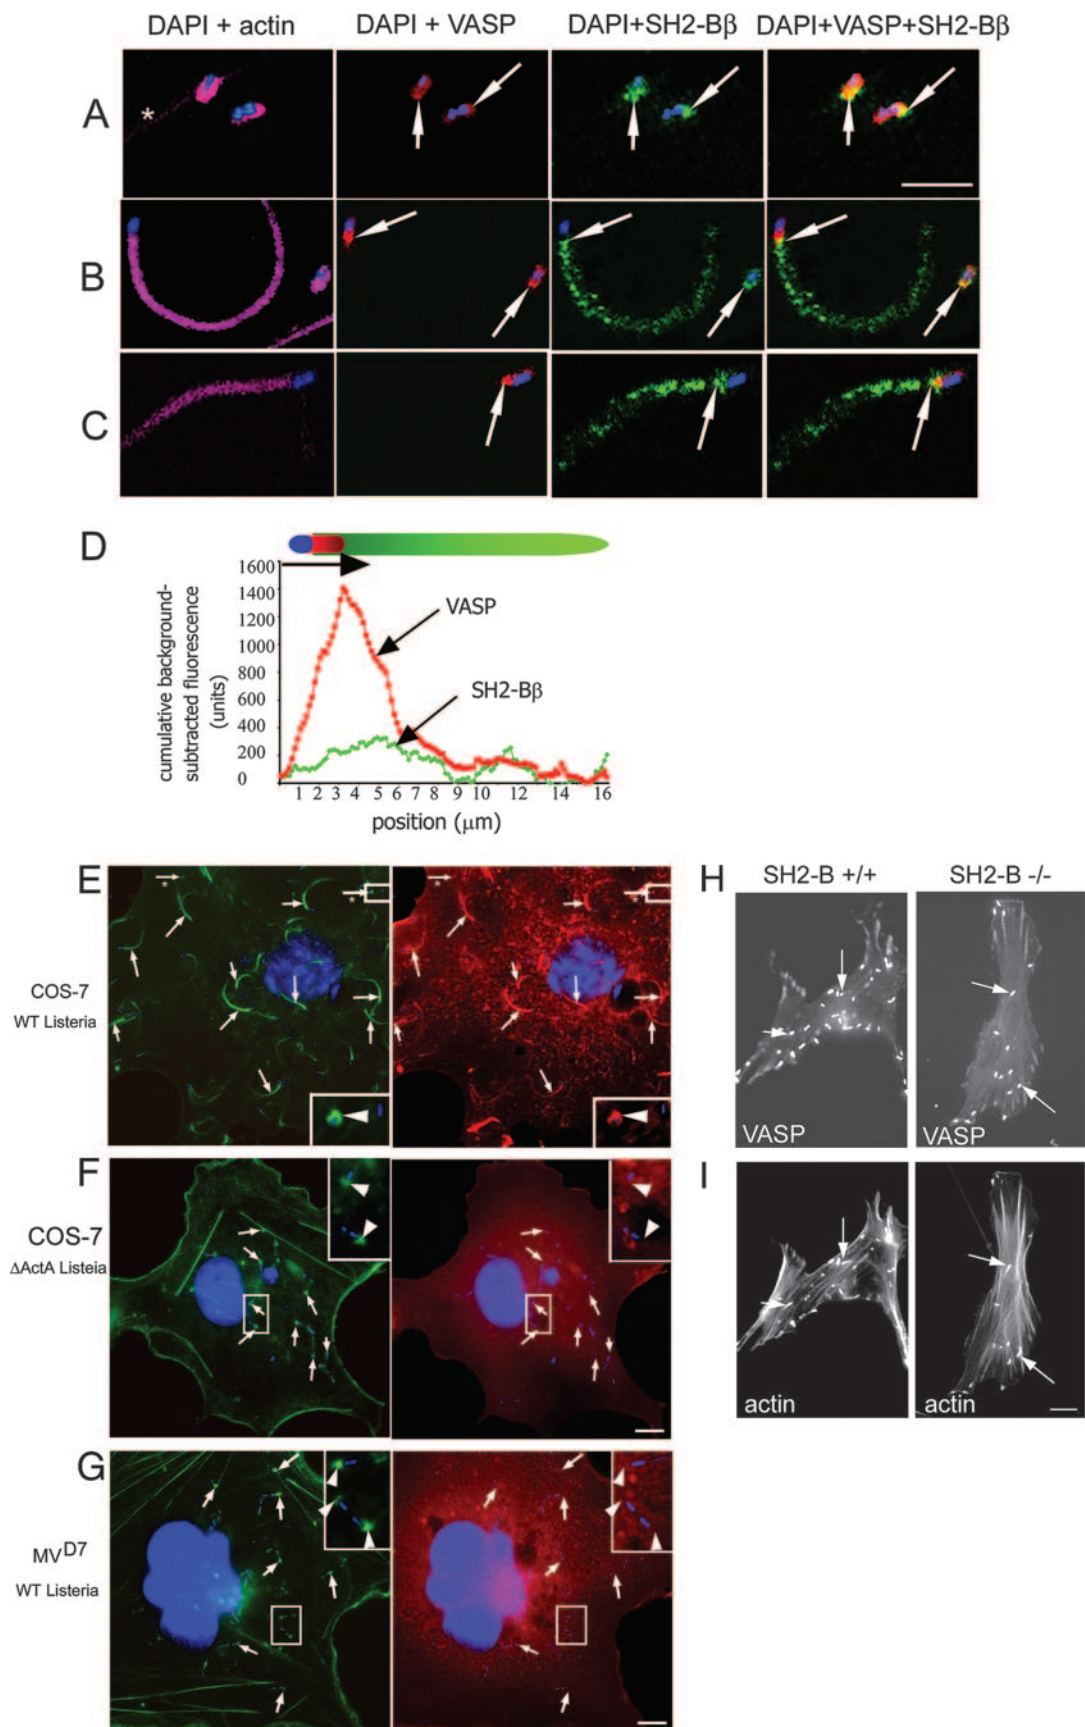 DAPI + actin
DAPI + VASP
DAPI+SH2-Bβ
DAPI+VASP+SH2-Bβ
A
*
B
C
D
cumulative background-
subtracted fluorescence
(units)
1600
1400
1200
1000
800
600
400
200
0
VASP
SH2-Bβ
1 2 3 4 5 6 7 8 9 10 12 14 16
position (μm)
E
COS-7
WT Listeria
*
*
*
*
F
COS-7
ΔActA Listeia
G
MVD7
WT Listeria
H
SH2-B +/+
SH2-B -/-
VASP
VASP
I
actin
actin